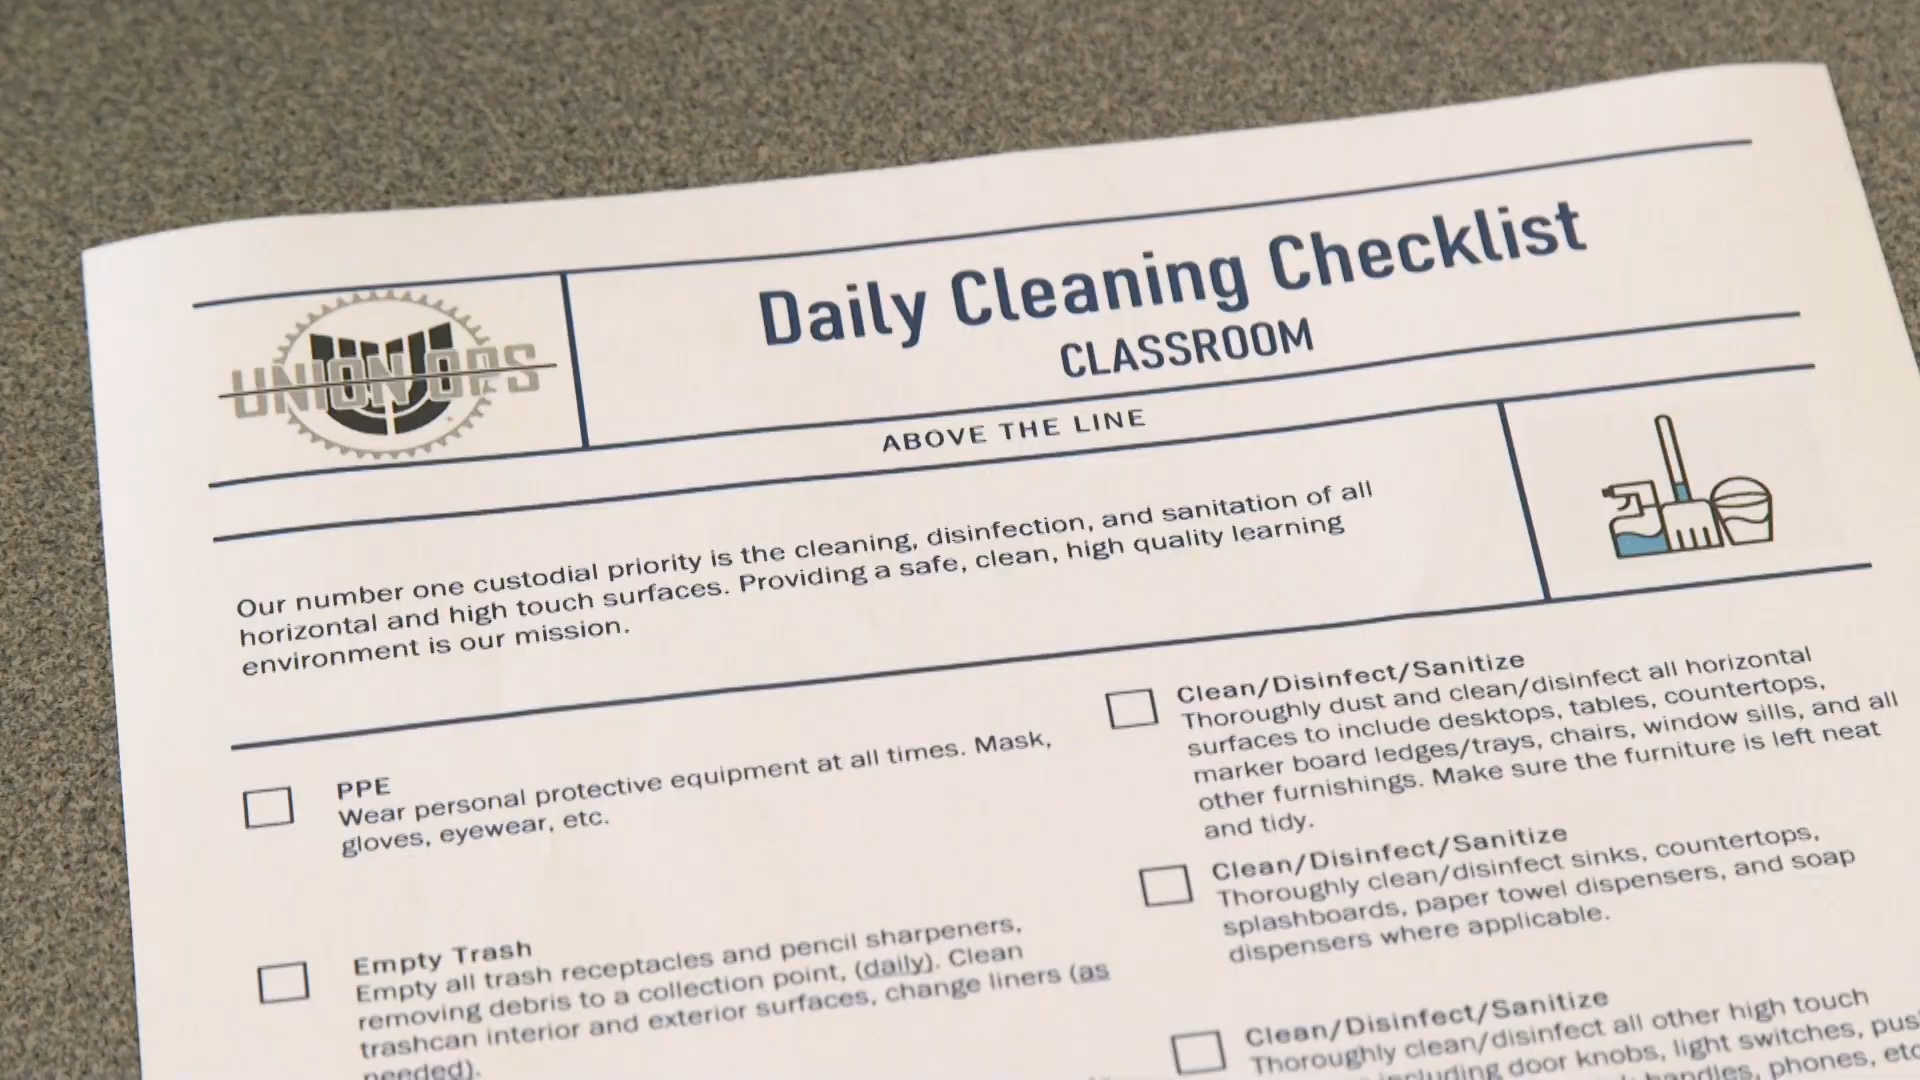 UNION OPS
Daily Cleaning Checklist
CLASSROOM
ABOVE THE LINE
Our number one custodial priority is the cleaning, disinfection, and sanitation of all
horizontal and high touch surfaces. Providing a safe, clean, high quality learning
environment is our mission.
PPE
Wear personal protective equipment at all times. Mask,
gloves, eyewear, etc.
Empty Trash
Empty all trash receptacles and pencil sharpeners,
removing debris to a collection point, (daily). Clean
trashcan interior and exterior surfaces, change liners (as
needed).
Clean/Disinfect/Sanitize
Thoroughly dust and clean/disinfect all horizontal
surfaces to include desktops, tables, countertops,
marker board ledges/trays, chairs, window sills, and all
other furnishings. Make sure the furniture is left neat
and tidy.
Clean/Disinfect/Sanitize
Thoroughly clean/disinfect sinks, countertops,
splashboards, paper towel dispensers, and soap
dispensers where applicable.
Clean/Disinfect/Sanitize
Thoroughly clean/disinfect all other high touch
including door knobs, light switches, pus
handles, phones, etc